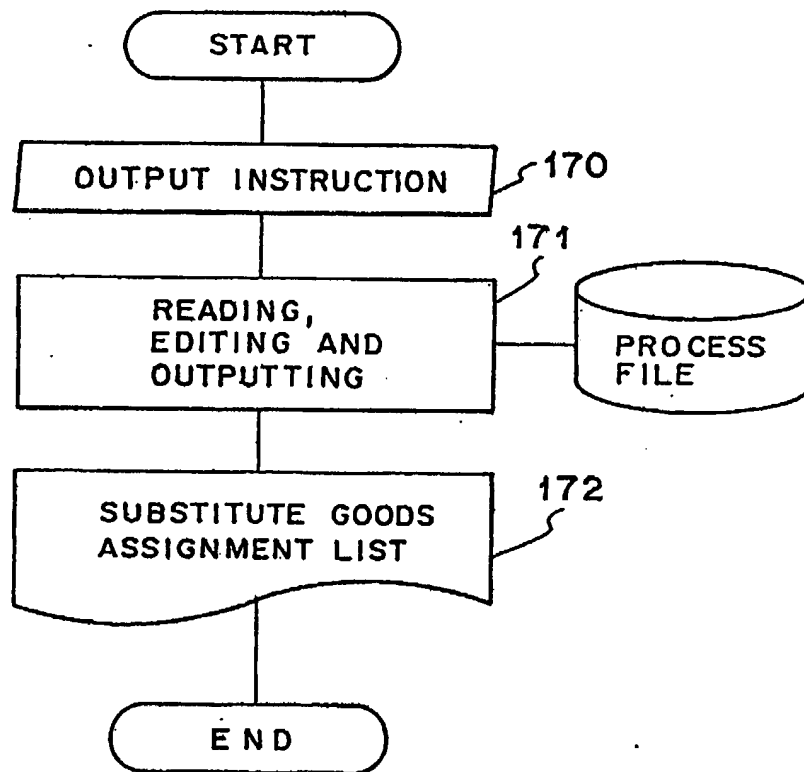 START
OUTPUT INSTRUCTION
170
171
READING,
EDITING AND
OUTPUTTING
PROCESS
FILE
172
SUBSTITUTE GOODS
ASSIGNMENT LIST
END